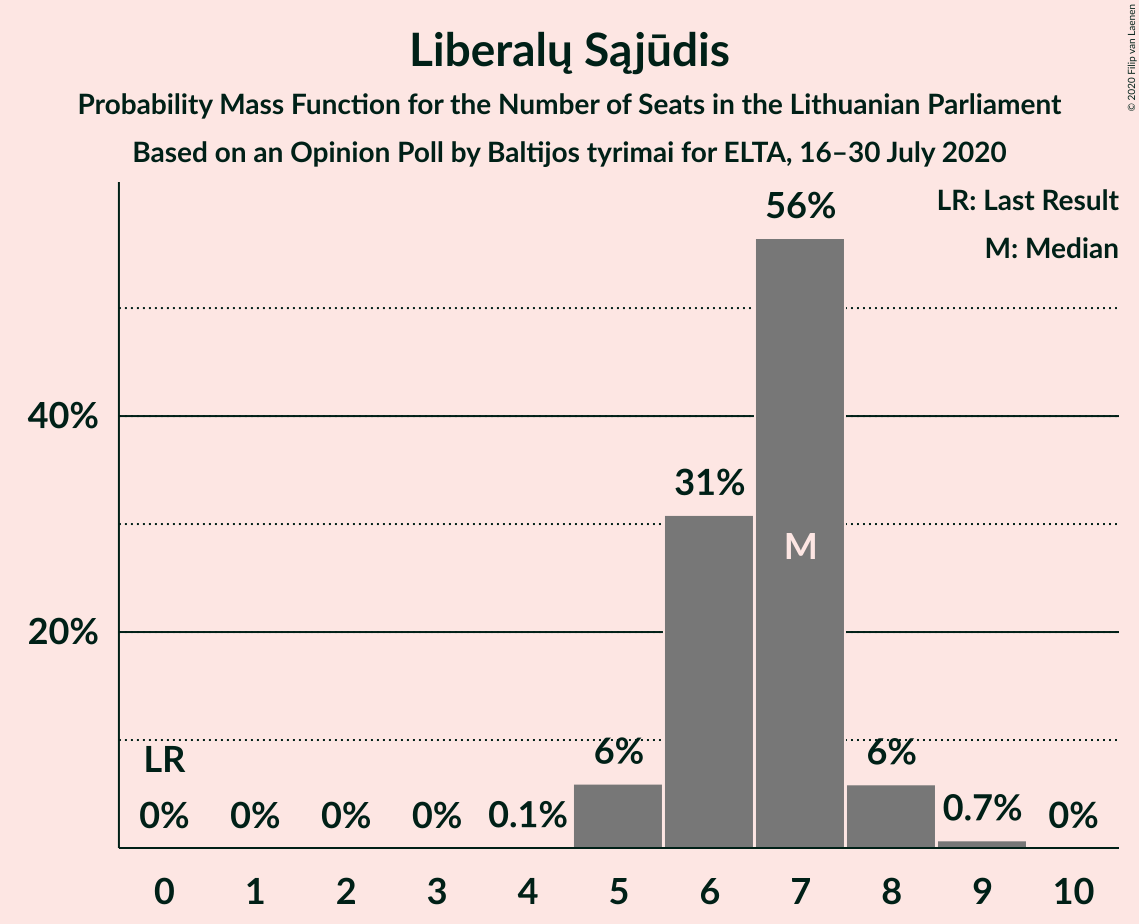 Liberalų Sąjūdis
Probability Mass Function for the Number of Seats in the Lithuanian Parliament
Based on an Opinion Poll by Baltijos tyrimai for ELTA, 16–30 July 2020
© 2020 Filip van Laenen
LR: Last Result
M: Median
56%
40%
31%
M
20%
LR
6%
6%
0% 0% 0% 0% 0.1% 0.7% 0%
0 1 2 3 4 5 6 7 8 9 10